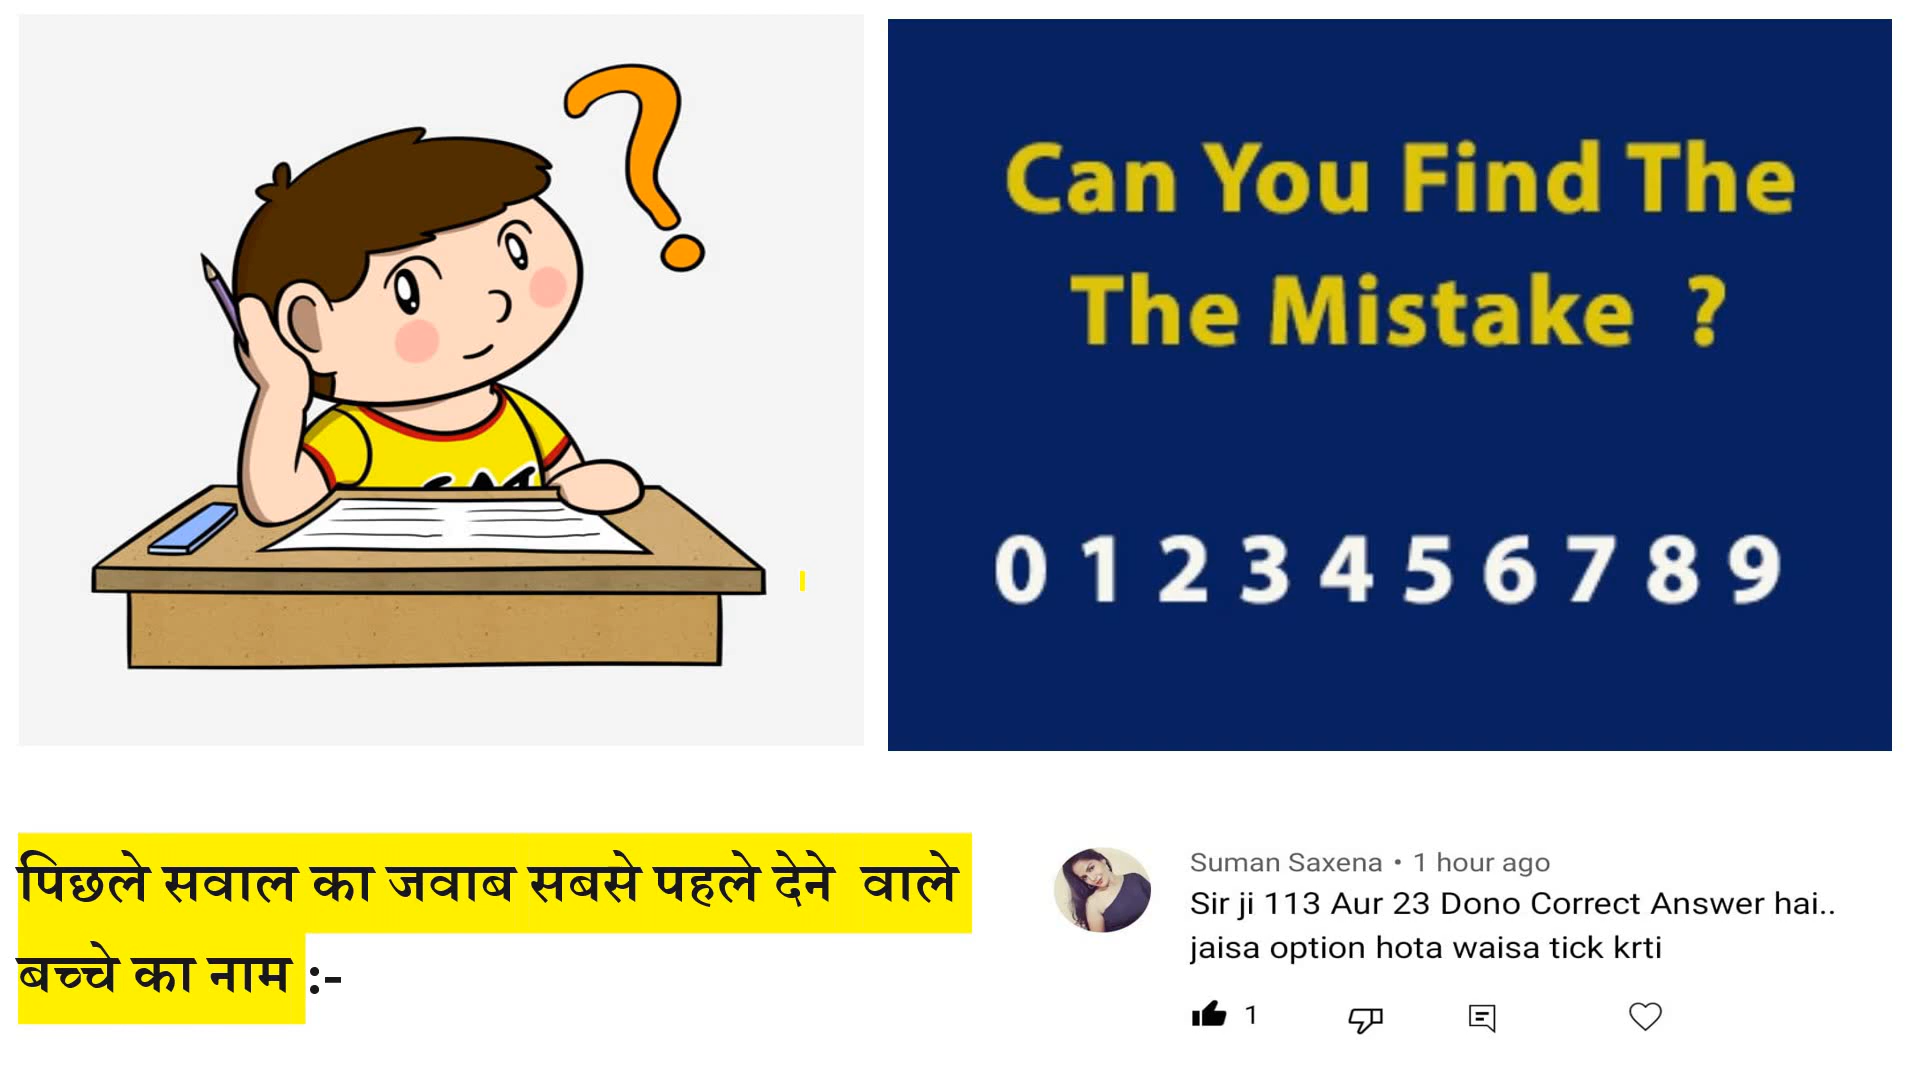 Can You Find The
The Mistake ?
0 1 2 3 4 5 6 7 8 9
पिछले सवाल का जवाब सबसे पहले देने वाले
बच्चे का नाम :-
Suman Saxena • 1 hour ago
Sir ji 113 Aur 23 Dono Correct Answer hai..
jaisa option hota waisa tick krti
1